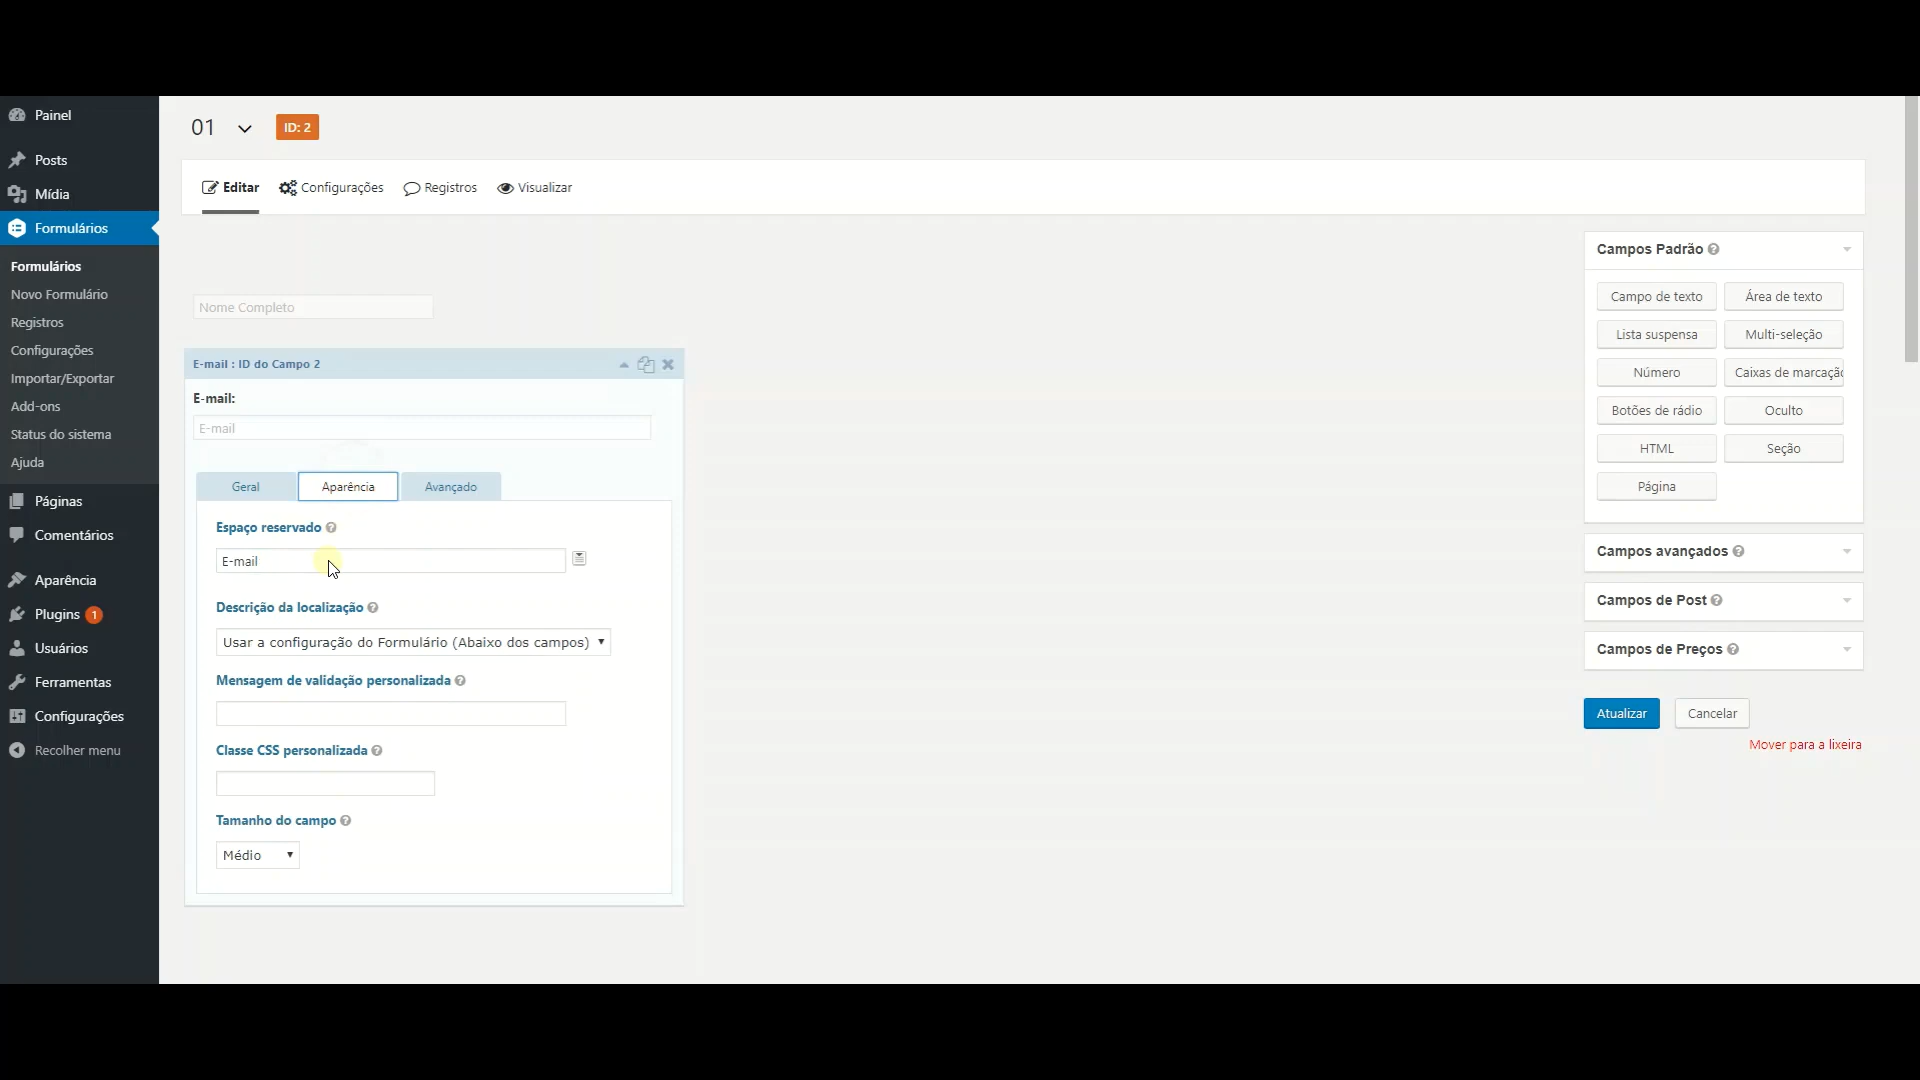 Painel
Posts
Mídia
Formulários
Formulários
Novo Formulário
Registros
Configurações
Importar/Exportar
Add-ons
Status do sistema
Ajuda
Páginas
Comentários
Aparência
Plugins 1
Usuários
Ferramentas
Configurações
Recolher menu
01 ID: 2
Editar Configurações Registros Visualizar
Nome Completo
E-mail : ID do Campo 2
E-mail:
E-mail
Geral Aparência Avançado
Espaço reservado
E-mail
Descrição da localização
Usar a configuração do Formulário (Abaixo dos campos)
Mensagem de validação personalizada
Classe CSS personalizada
Tamanho do campo
Médio
Campos Padrão
Campo de texto Área de texto
Lista suspensa Multi-seleção
Número Caixas de marcaçã
Botões de rádio Oculto
HTML Seção
Página
Campos avançados
Campos de Post
Campos de Preços
Atualizar Cancelar
Mover para a lixeira